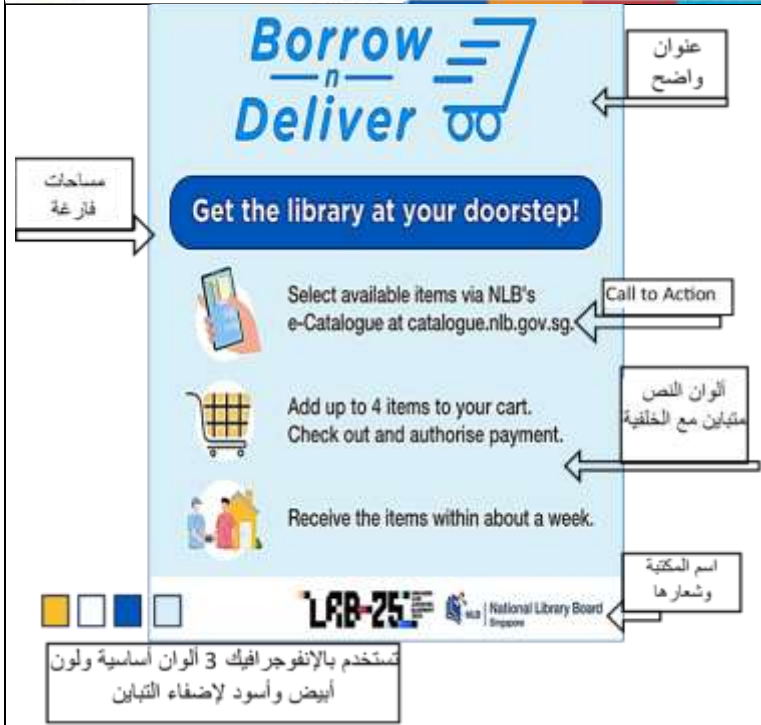 Borrow
n
Deliver
عنوان
واضح
مساحات
فارغة
Get the library at your doorstep!
Select available items via NLB's
e-Catalogue at catalogue.nlb.gov.sg.
Call to Action
Add up to 4 items to your cart.
Check out and authorise payment.
ألوان النص
متباين مع الخلفية
Receive the items within about a week.
اسم المكتبة
وشعارها
LAB-25
NLB
National Library Board
Singapore
تستخدم بالإنفوجرافيك 3 ألوان أساسية ولون
أبيض وأسود لإضفاء التباين